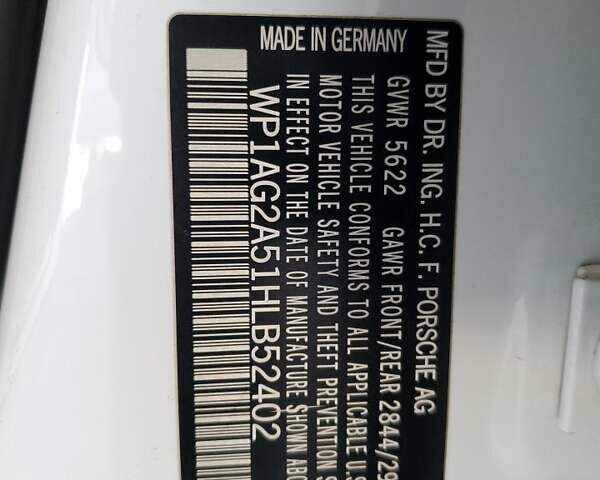 MADE IN GERMANY
MFD BY DR. ING. H.C. F. PORSCHE AG
GVWR 5622 GAWR FRONT/REAR 2844/29
THIS VEHICLE CONFORMS TO ALL APPLICABLE U.S
MOTOR VEHICLE SAFETY AND THEFT PREVENTION S
IN EFFECT ON THE DATE OF MANUFACTURE SHOWN ABO
WP1AG2A51HLB52402